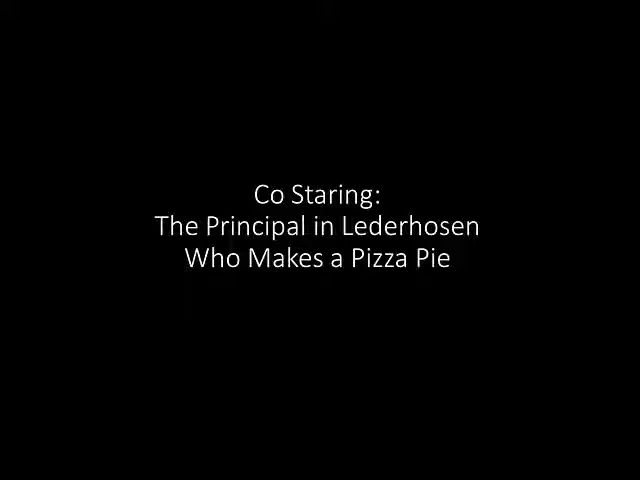 Co Staring:
The Principal in Lederhosen
Who Makes a Pizza Pie